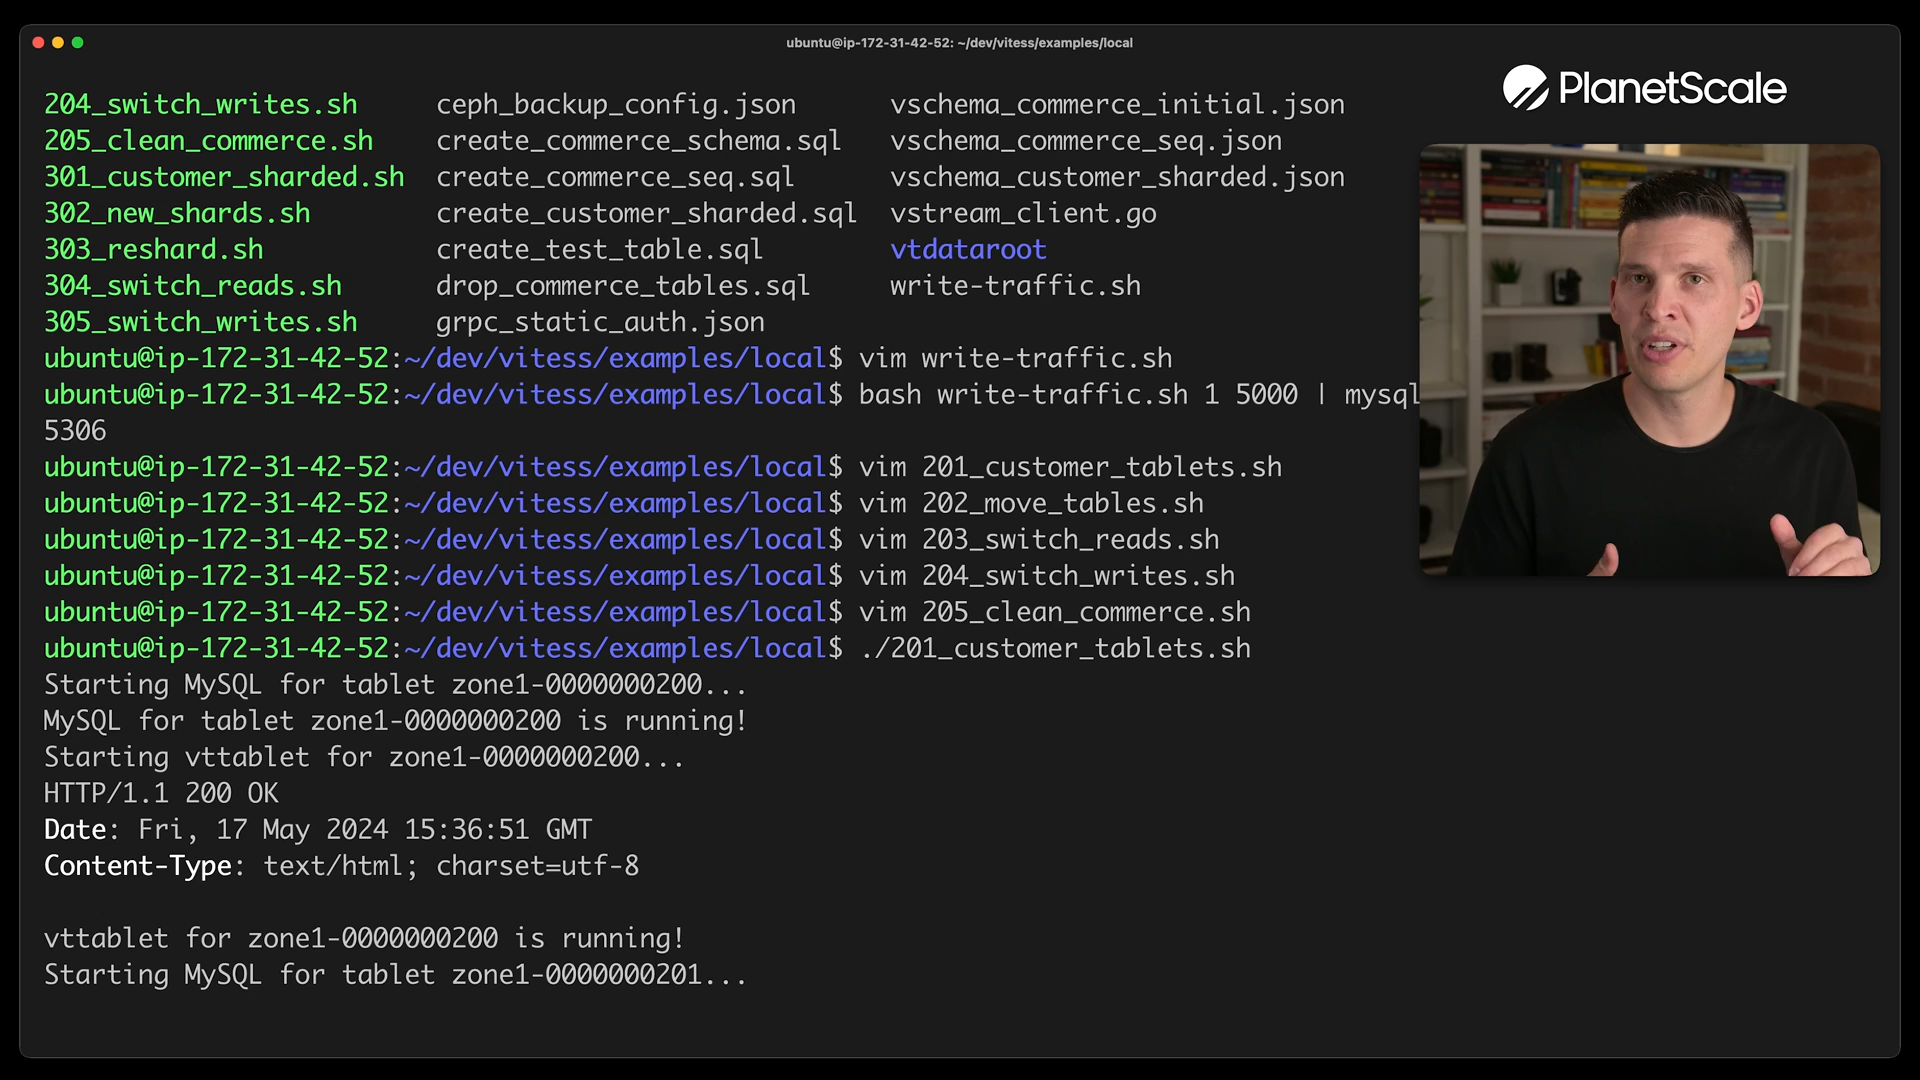 ubuntu@ip-172-31-42-52: ~/dev/vitess/examples/local
PlanetScale
204_switch_writes.sh ceph_backup_config.json vschema_commerce_initial.json
205_clean_commerce.sh create_commerce_schema.sql vschema_commerce_seq.json
301_customer_sharded.sh create_commerce_seq.sql vschema_customer_sharded.json
302_new_shards.sh create_customer_sharded.sql vstream_client.go
303_reshard.sh create_test_table.sql vtdataroot
304_switch_reads.sh drop_commerce_tables.sql write-traffic.sh
305_switch_writes.sh grpc_static_auth.json
ubuntu@ip-172-31-42-52:~/dev/vitess/examples/local$ vim write-traffic.sh
ubuntu@ip-172-31-42-52:~/dev/vitess/examples/local$ bash write-traffic.sh 1 5000 | mysql
5306
ubuntu@ip-172-31-42-52:~/dev/vitess/examples/local$ vim 201_customer_tablets.sh
ubuntu@ip-172-31-42-52:~/dev/vitess/examples/local$ vim 202_move_tables.sh
ubuntu@ip-172-31-42-52:~/dev/vitess/examples/local$ vim 203_switch_reads.sh
ubuntu@ip-172-31-42-52:~/dev/vitess/examples/local$ vim 204_switch_writes.sh
ubuntu@ip-172-31-42-52:~/dev/vitess/examples/local$ vim 205_clean_commerce.sh
ubuntu@ip-172-31-42-52:~/dev/vitess/examples/local$ ./201_customer_tablets.sh
Starting MySQL for tablet zone1-0000000200...
MySQL for tablet zone1-0000000200 is running!
Starting vttablet for zone1-0000000200...
HTTP/1.1 200 OK
Date: Fri, 17 May 2024 15:36:51 GMT
Content-Type: text/html; charset=utf-8
vttablet for zone1-0000000200 is running!
Starting MySQL for tablet zone1-0000000201...